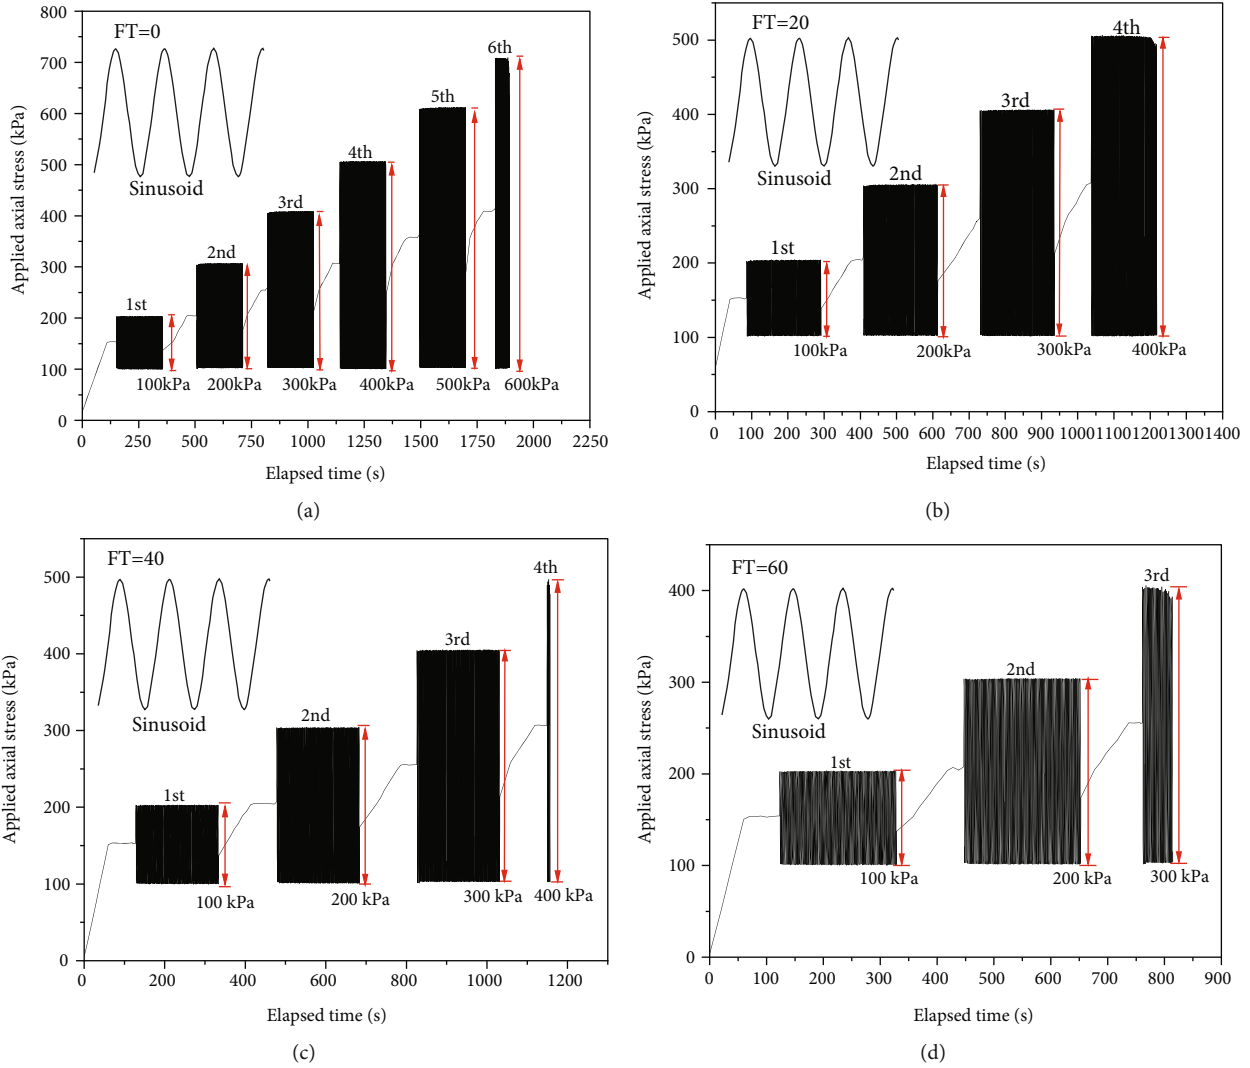 FT=0
Sinusoid
1st
2nd
3rd
4th
5th
6th
100kPa
200kPa
300kPa
400kPa
500kPa
600kPa
800
700
600
500
400
300
200
100
0
0 250 500 750 1000 1250 1500 1750 2000 2250
Applied axial stress (kPa)
Elapsed time (s)
(a)
FT=20
Sinusoid
1st
2nd
3rd
4th
100kPa
200kPa
300kPa
400kPa
500
400
300
200
100
0
0 100 200 300 400 500 600 700 800 900 1000 1100 1200 1300 1400
Applied axial stress (kPa)
Elapsed time (s)
(b)
FT=40
Sinusoid
1st
2nd
3rd
4th
100 kPa
200 kPa
300 kPa
400 kPa
500
400
300
200
100
0
0 200 400 600 800 1000 1200
Applied axial stress (kPa)
Elapsed time (s)
(c)
FT=60
Sinusoid
1st
2nd
3rd
100 kPa
200 kPa
300 kPa
400
300
200
100
0
0 100 200 300 400 500 600 700 800 900
Applied axial stress (kPa)
Elapsed time (s)
(d)